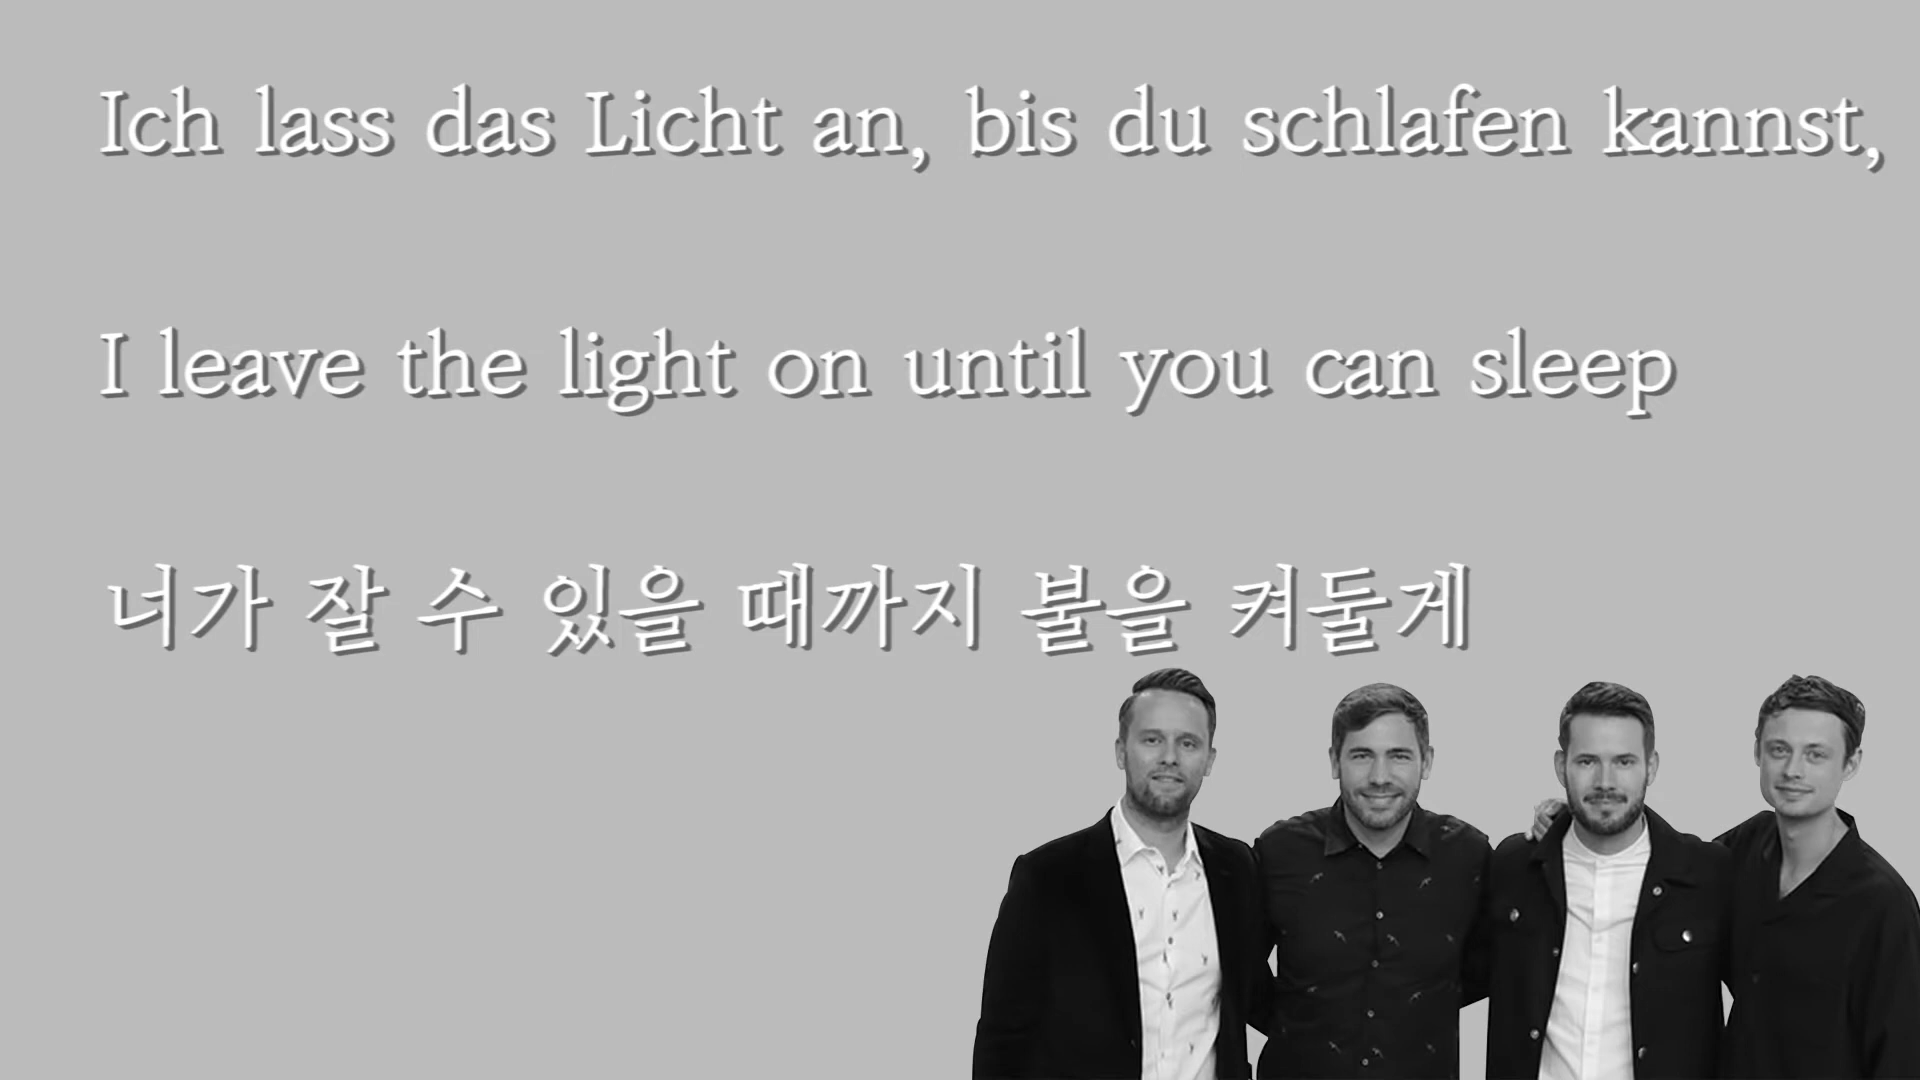 Ich lass das Licht an, bis du schlafen kannst,
I leave the light on until you can sleep
너가 잘 수 있을 때까지 불을 켜둘게